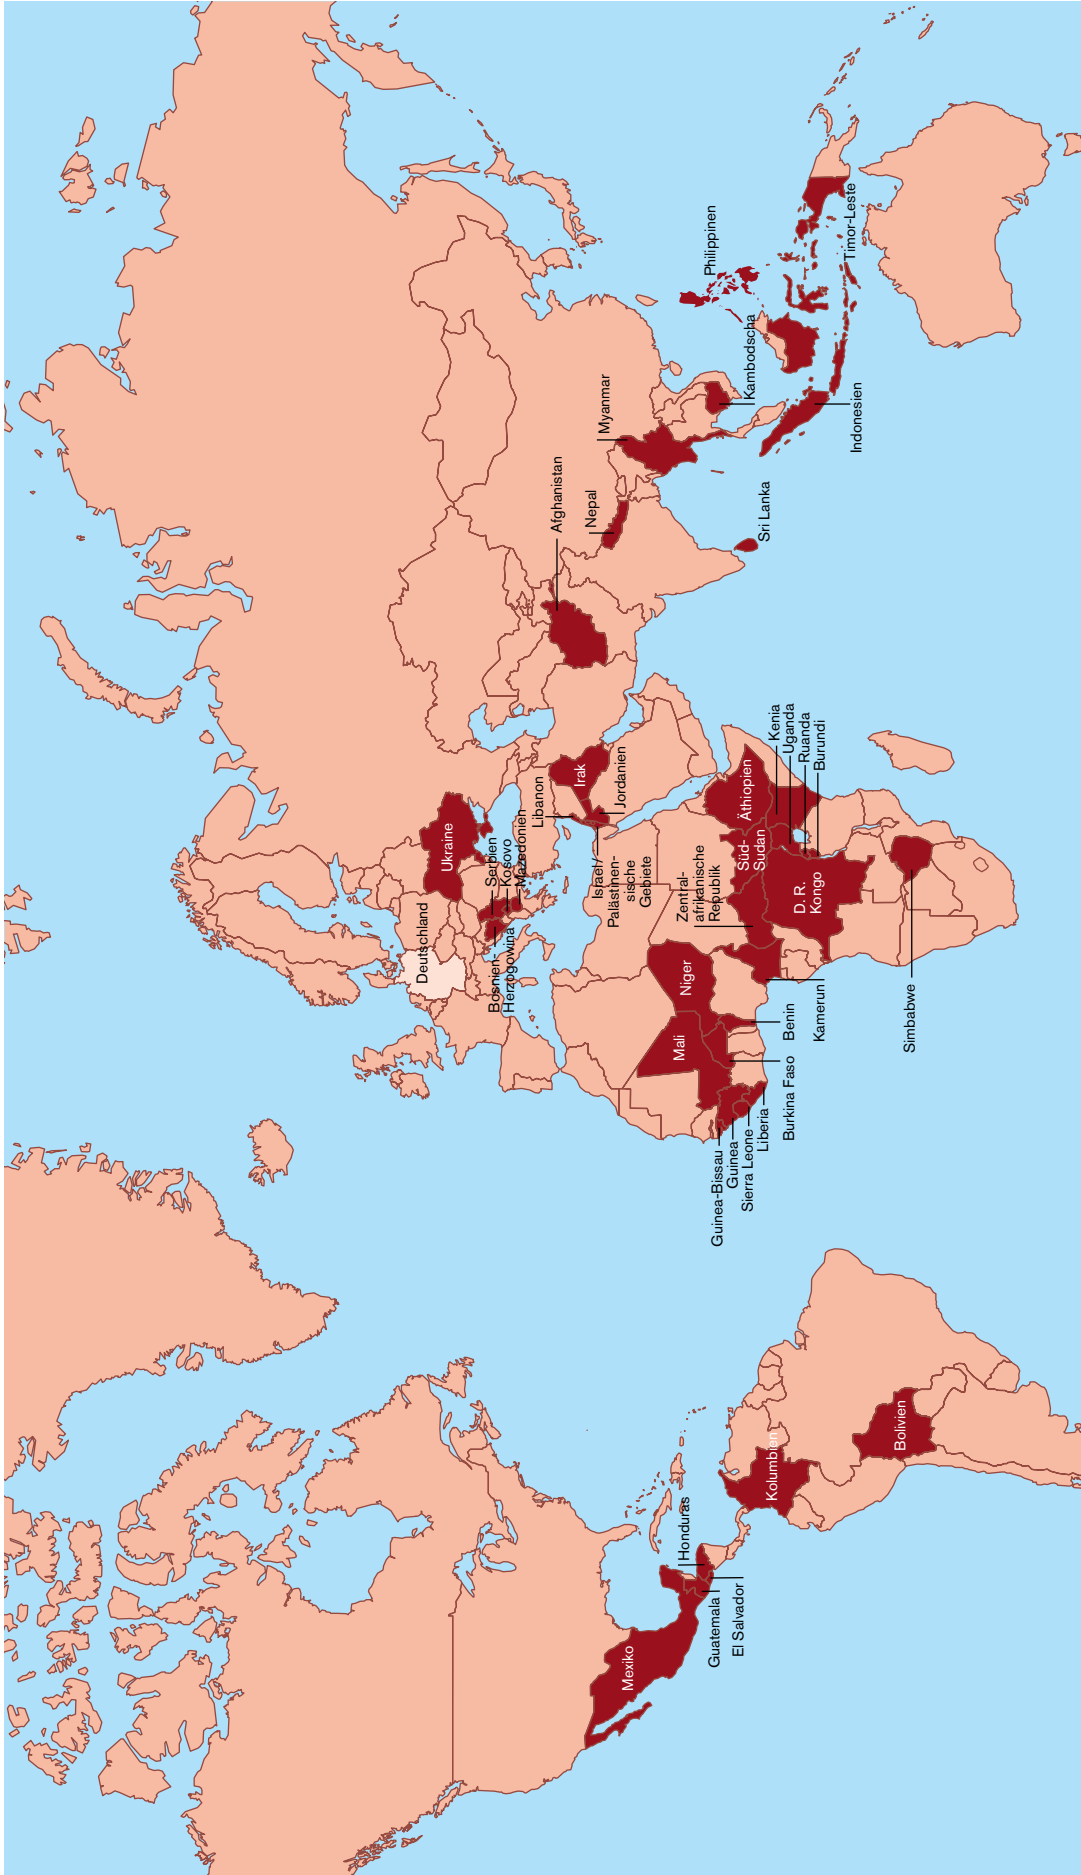 Deutschland
Ukraine
Bosnien-
Herzogowina
Serbien
Kosovo
Mazedonien
Libanon
Israel/
Palästinen-
sische
Gebiete
Irak
Jordanien
Afghanistan
Nepal
Myanmar
Kambodscha
Philippinen
Sri Lanka
Indonesien
Timor-Leste
Mexiko
Guatemala
El Salvador
Honduras
Kolumbien
Bolivien
Mali
Niger
Zentral-
afrikanische
Republik
Süd-
Sudan
Äthiopien
Kenia
Uganda
Ruanda
Burundi
D. R.
Kongo
Guinea-Bissau
Guinea
Sierra Leone
Liberia
Burkina Faso
Benin
Kamerun
Simbabwe